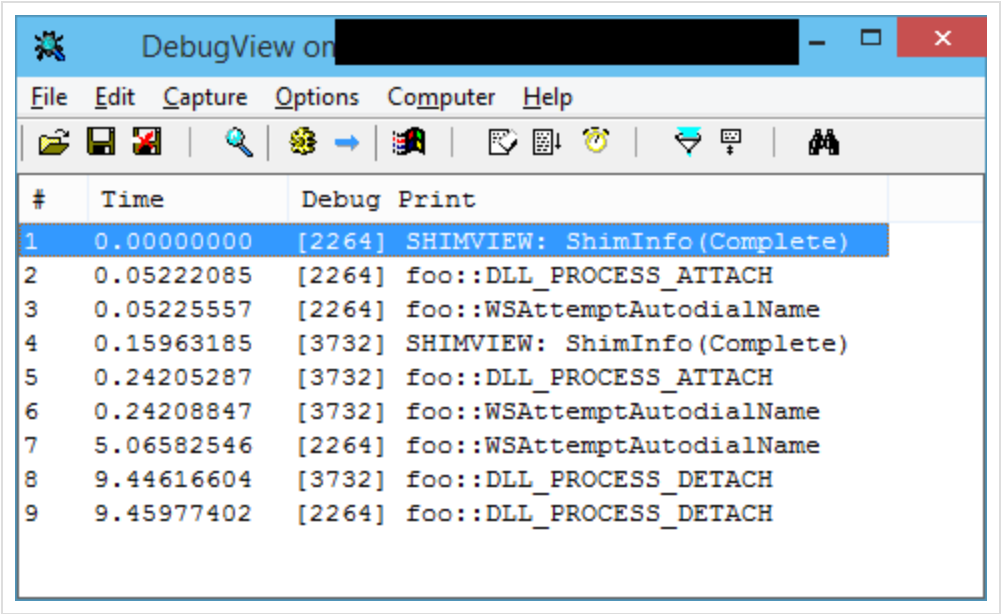 DebugView on
File Edit Capture Options Computer Help
# Time Debug Print
1 0.00000000 [2264] SHIMVIEW: ShimInfo(Complete)
2 0.05222085 [2264] foo::DLL_PROCESS_ATTACH
3 0.05225557 [2264] foo::WSAttemptAutodialName
4 0.15963185 [3732] SHIMVIEW: ShimInfo(Complete)
5 0.24205287 [3732] foo::DLL_PROCESS_ATTACH
6 0.24208847 [3732] foo::WSAttemptAutodialName
7 5.06582546 [2264] foo::WSAttemptAutodialName
8 9.44616604 [3732] foo::DLL_PROCESS_DETACH
9 9.45977402 [2264] foo::DLL_PROCESS_DETACH